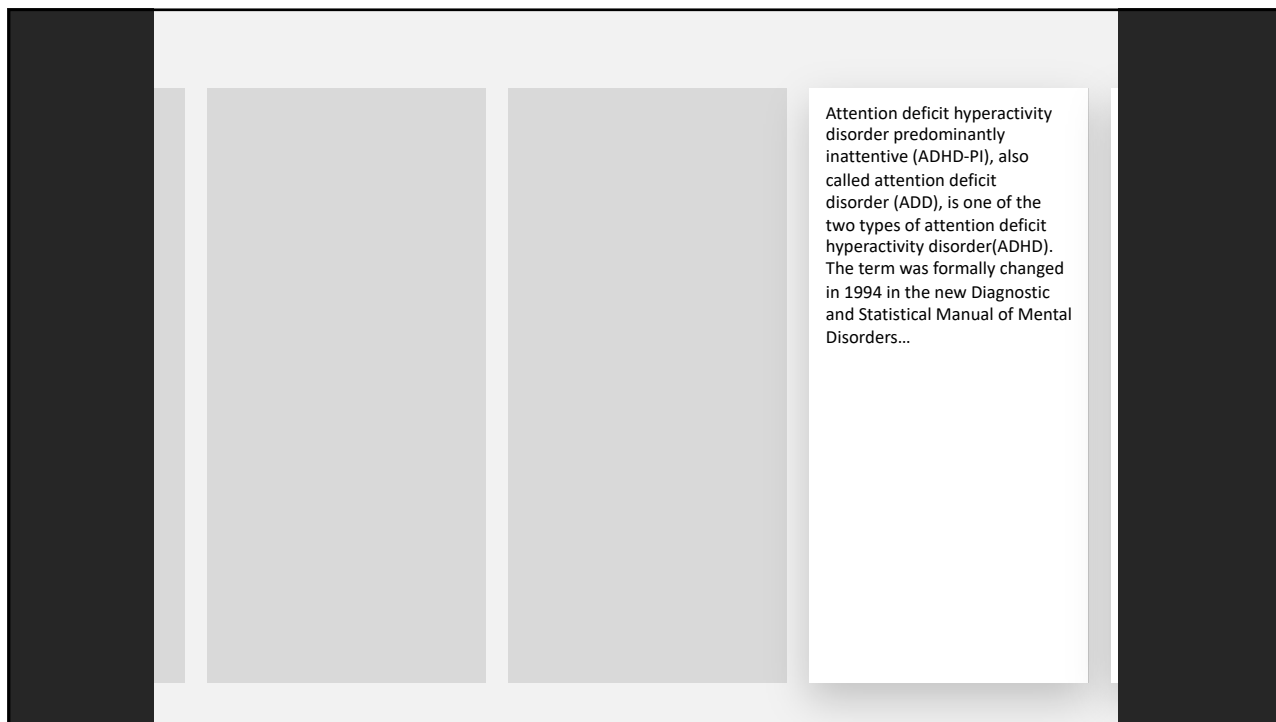 Attention deficit hyperactivity
disorder predominantly
inattentive (ADHD-PI), also
called attention deficit
disorder (ADD), is one of the
two types of attention deficit
hyperactivity disorder(ADHD).
The term was formally changed
in 1994 in the new Diagnostic
and Statistical Manual of Mental
Disorders…